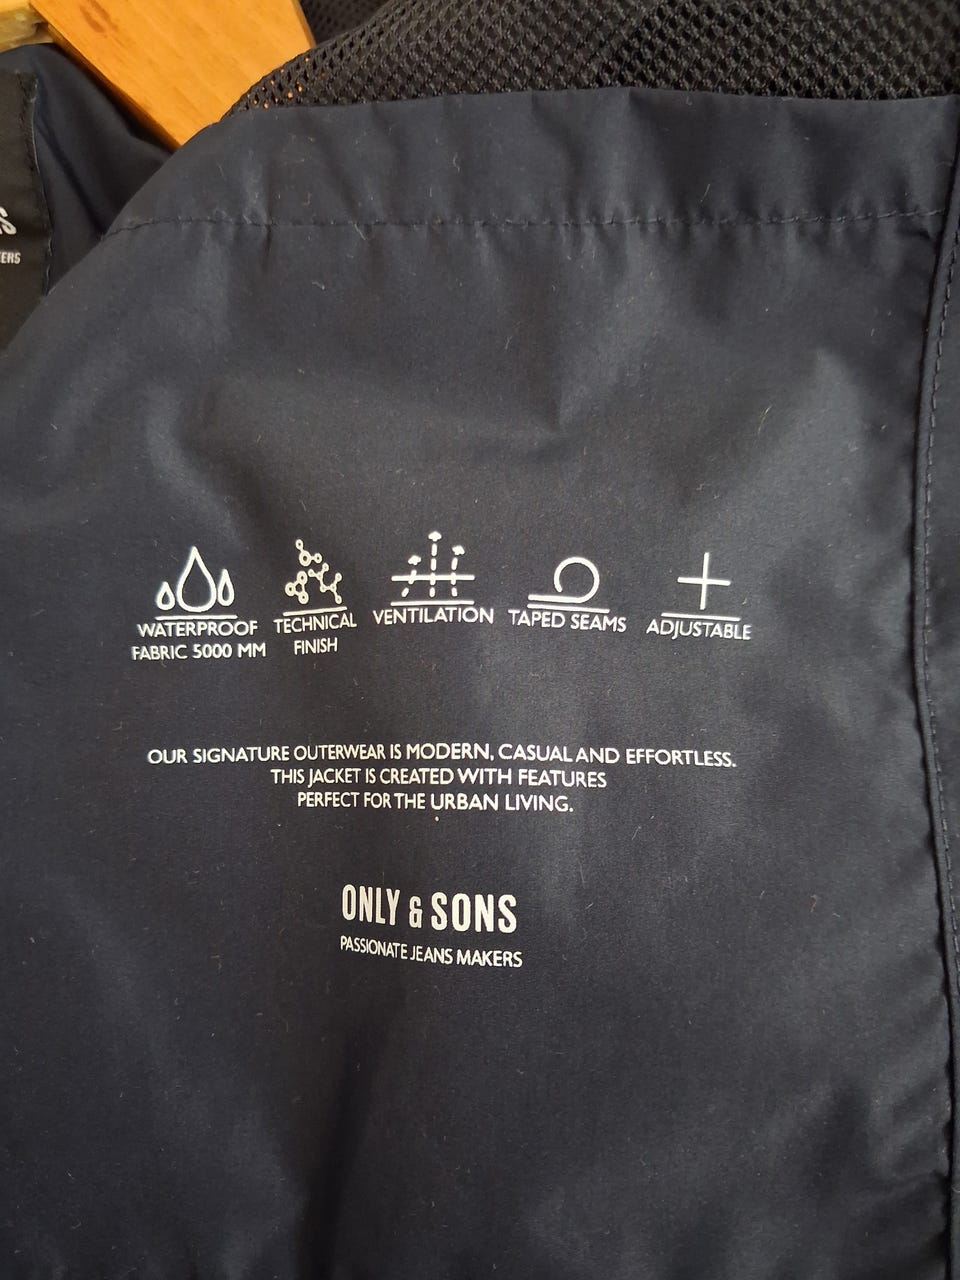 WATERPROOF
FABRIC 5000 MM
TECHNICAL
FINISH
VENTILATION
TAPED SEAMS
ADJUSTABLE
OUR SIGNATURE OUTERWEAR IS MODERN, CASUAL AND EFFORTLESS.
THIS JACKET IS CREATED WITH FEATURES
PERFECT FOR THE URBAN LIVING.
ONLY & SONS
PASSIONATE JEANS MAKERS